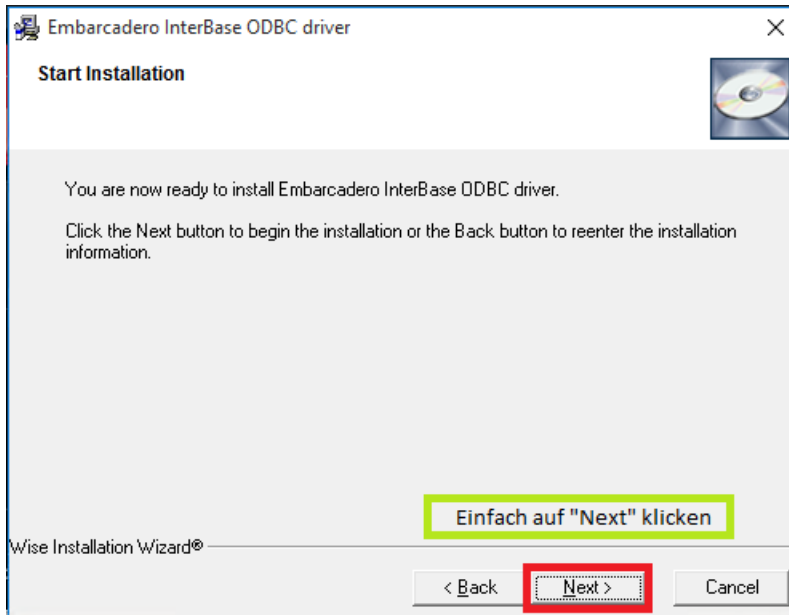 Embarcadero InterBase ODBC driver
Start Installation
You are now ready to install Embarcadero InterBase ODBC driver.
Click the Next button to begin the installation or the Back button to reenter the installation
information.
Einfach auf "Next" klicken
Wise Installation Wizard®
< Back
Next >
Cancel